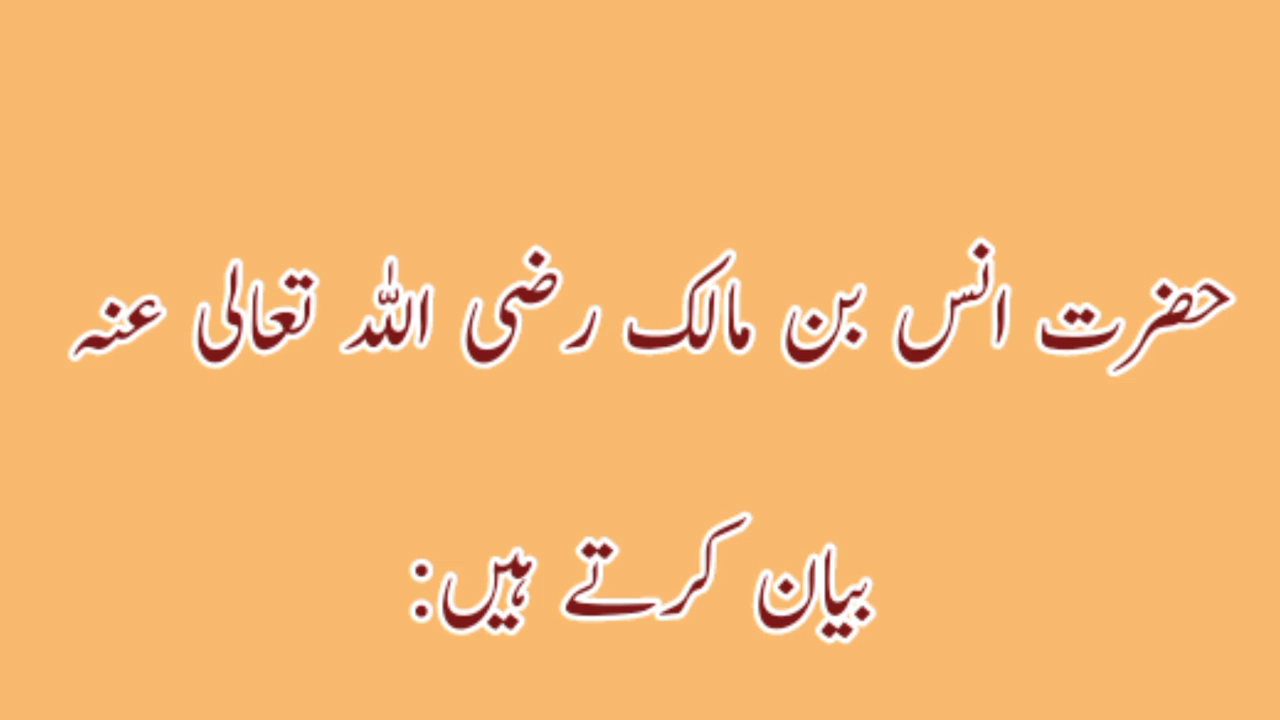 حضرت انس بن مالک رضی اللہ تعالی عنہ
بیان کرتے ہیں: